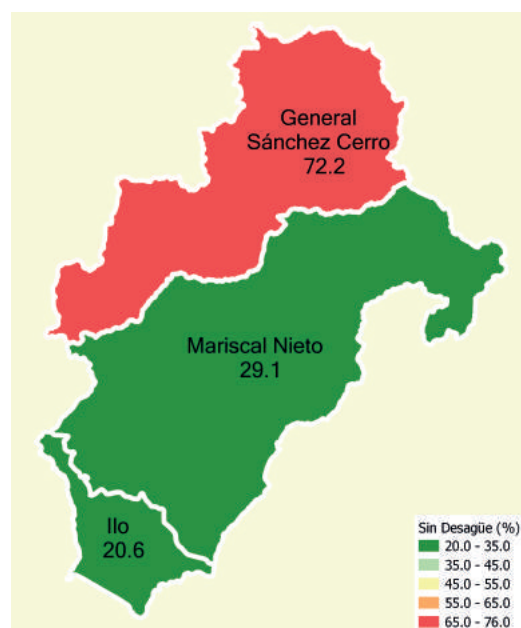 General
Sánchez Cerro
72.2
Mariscal Nieto
29.1
Ilo
20.6
Sin Desagüe (%)
20.0 - 35.0
35.0 - 45.0
45.0 - 55.0
55.0 - 65.0
65.0 - 76.0